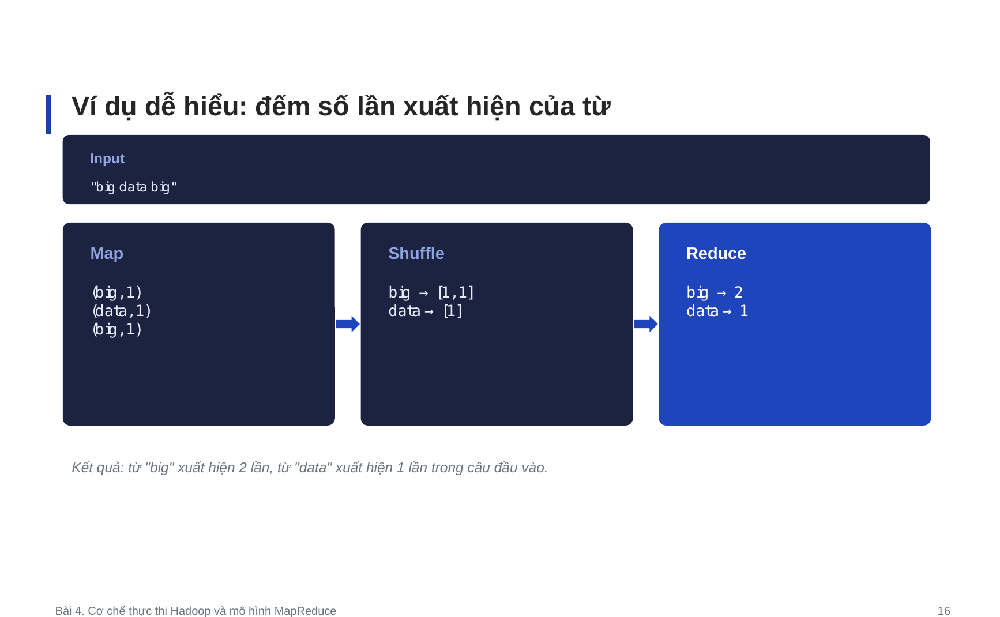 Ví dụ dễ hiểu: đếm số lần xuất hiện của từ
Input
"big data big"
Map
(big,1)
(data,1)
(big,1)
Shuffle
big → [1,1]
data → [1]
Reduce
big → 2
data → 1
Kết quả: từ "big" xuất hiện 2 lần, từ "data" xuất hiện 1 lần trong câu đầu vào.
Bài 4. Cơ chế thực thi Hadoop và mô hình MapReduce
16